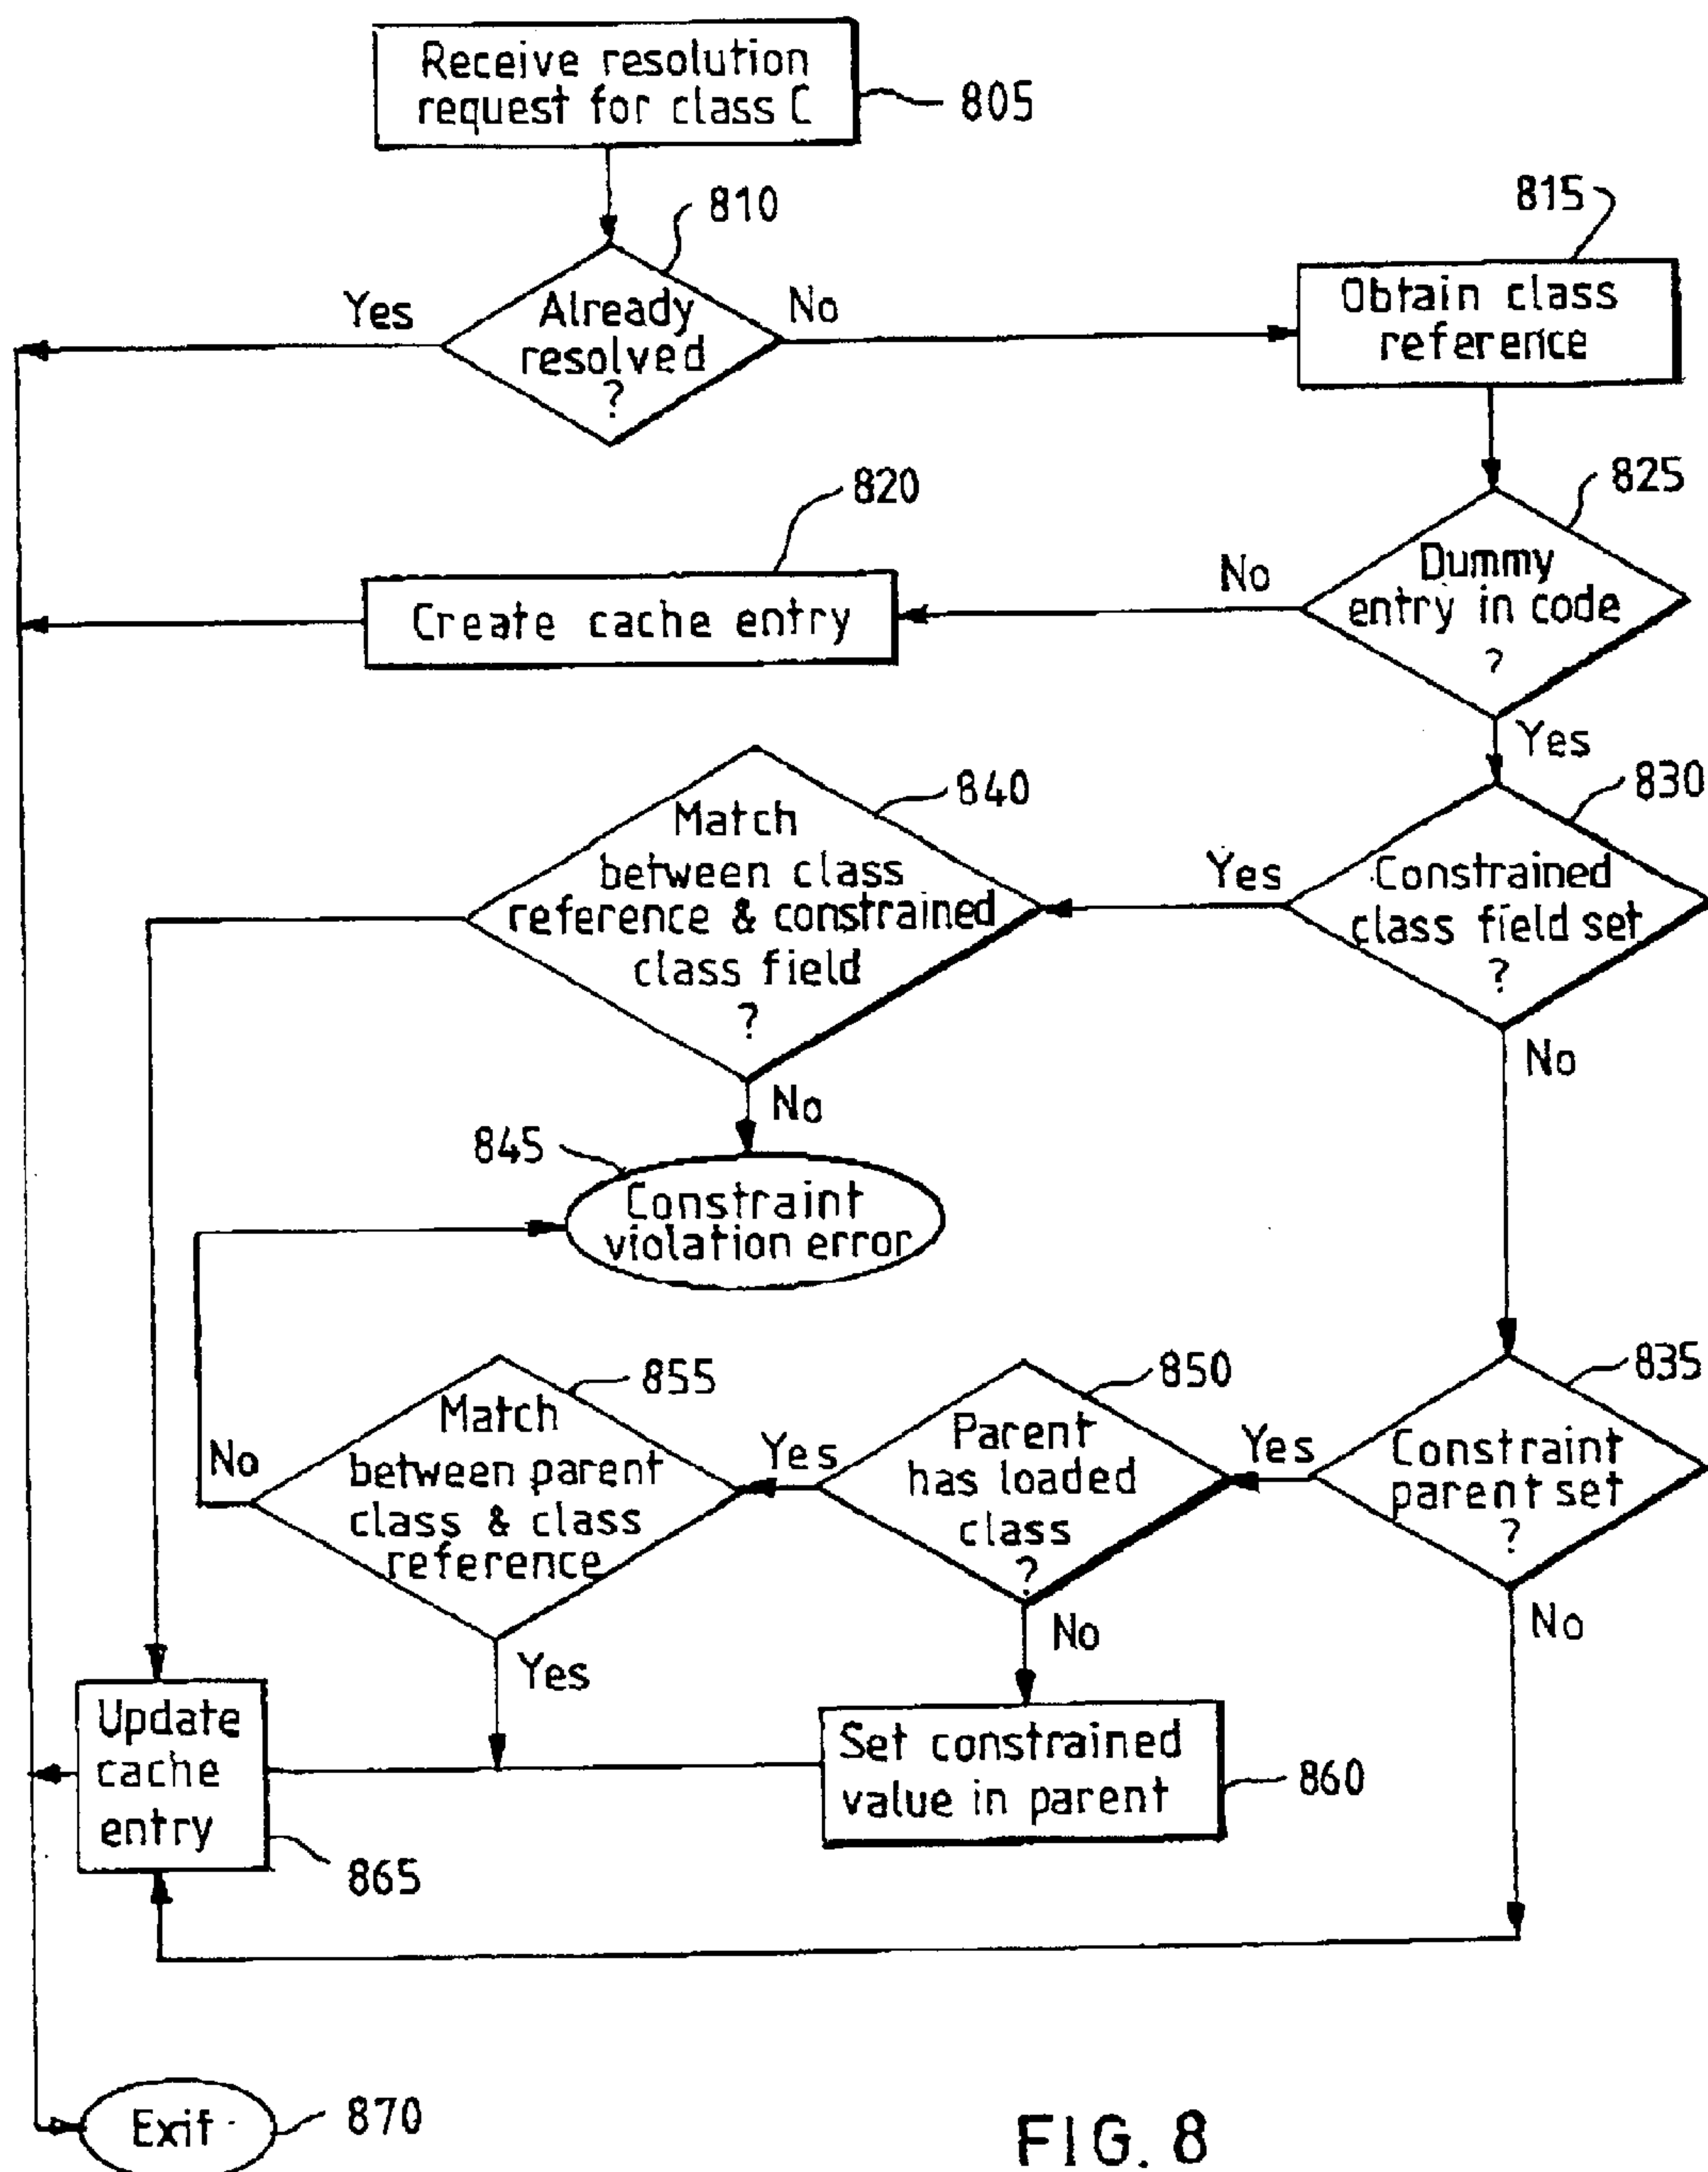 Receive resolution
request for class C
805
810
Already
resolved
?
Yes
No
815
Obtain class
reference
820
Create cache entry
825
Dummy
entry in code
?
No
Yes
830
Constrained
class field set
?
Yes
No
840
Match
between class
reference & constrained
class field
?
No
845
Constraint
violation error
835
Constraint
parent set
?
Yes
No
850
Parent
has loaded
class
?
Yes
No
855
Match
between parent
class & class
reference
No
Yes
Set constrained
value in parent
860
Update
cache
entry
865
Exit
870
FIG. 8